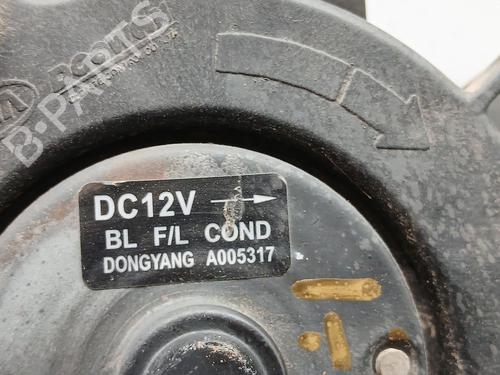 B-PARTS
DC12V →
BL F/L COND
DONGYANG A005317